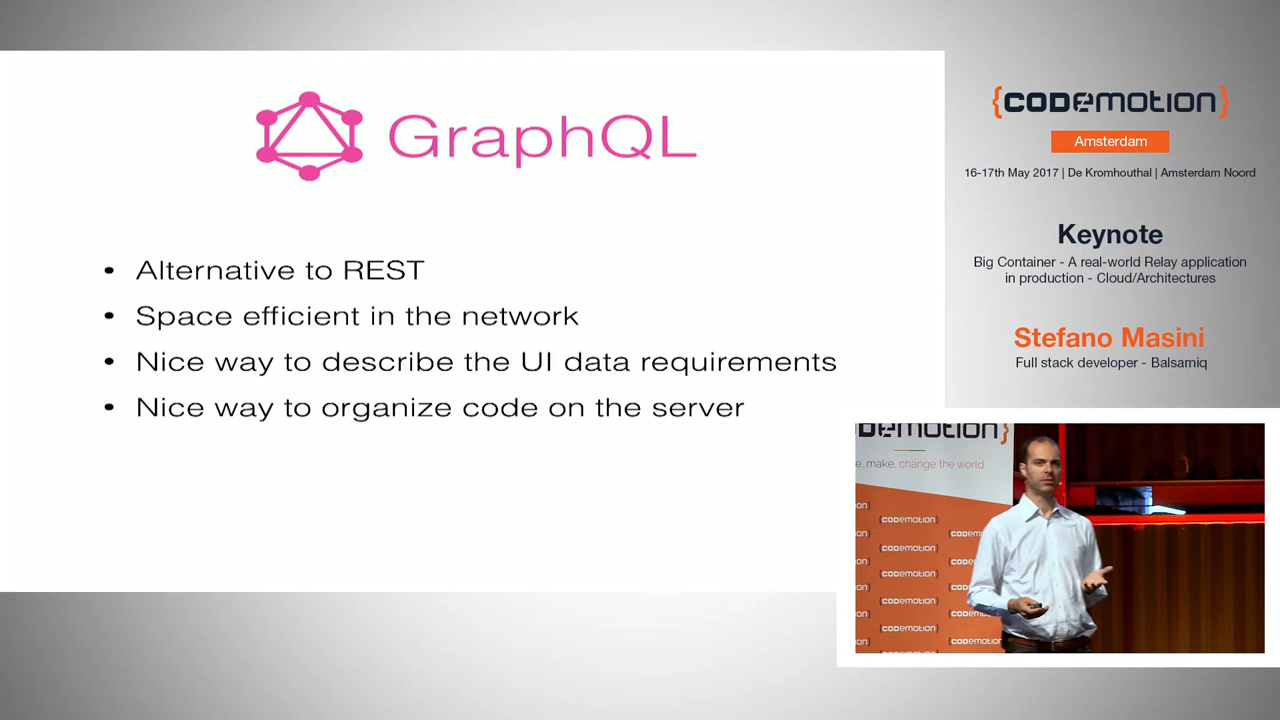 GraphQL
• Alternative to REST
• Space efficient in the network
• Nice way to describe the UI data requirements
• Nice way to organize code on the server
{CODEMOTION}
Amsterdam
16-17th May 2017 | De Kromhouthal | Amsterdam Noord
Keynote
Big Container - A real-world Relay application
in production - Cloud/Architectures
Stefano Masini
Full stack developer - Balsamiq
DEMOTION}
e, make, change the world
{CODEMOTION}
{CODEMOTION}
{CODEMOTION}
{CODEMOTION}
{CODEMOTION}
{CODEMOTION